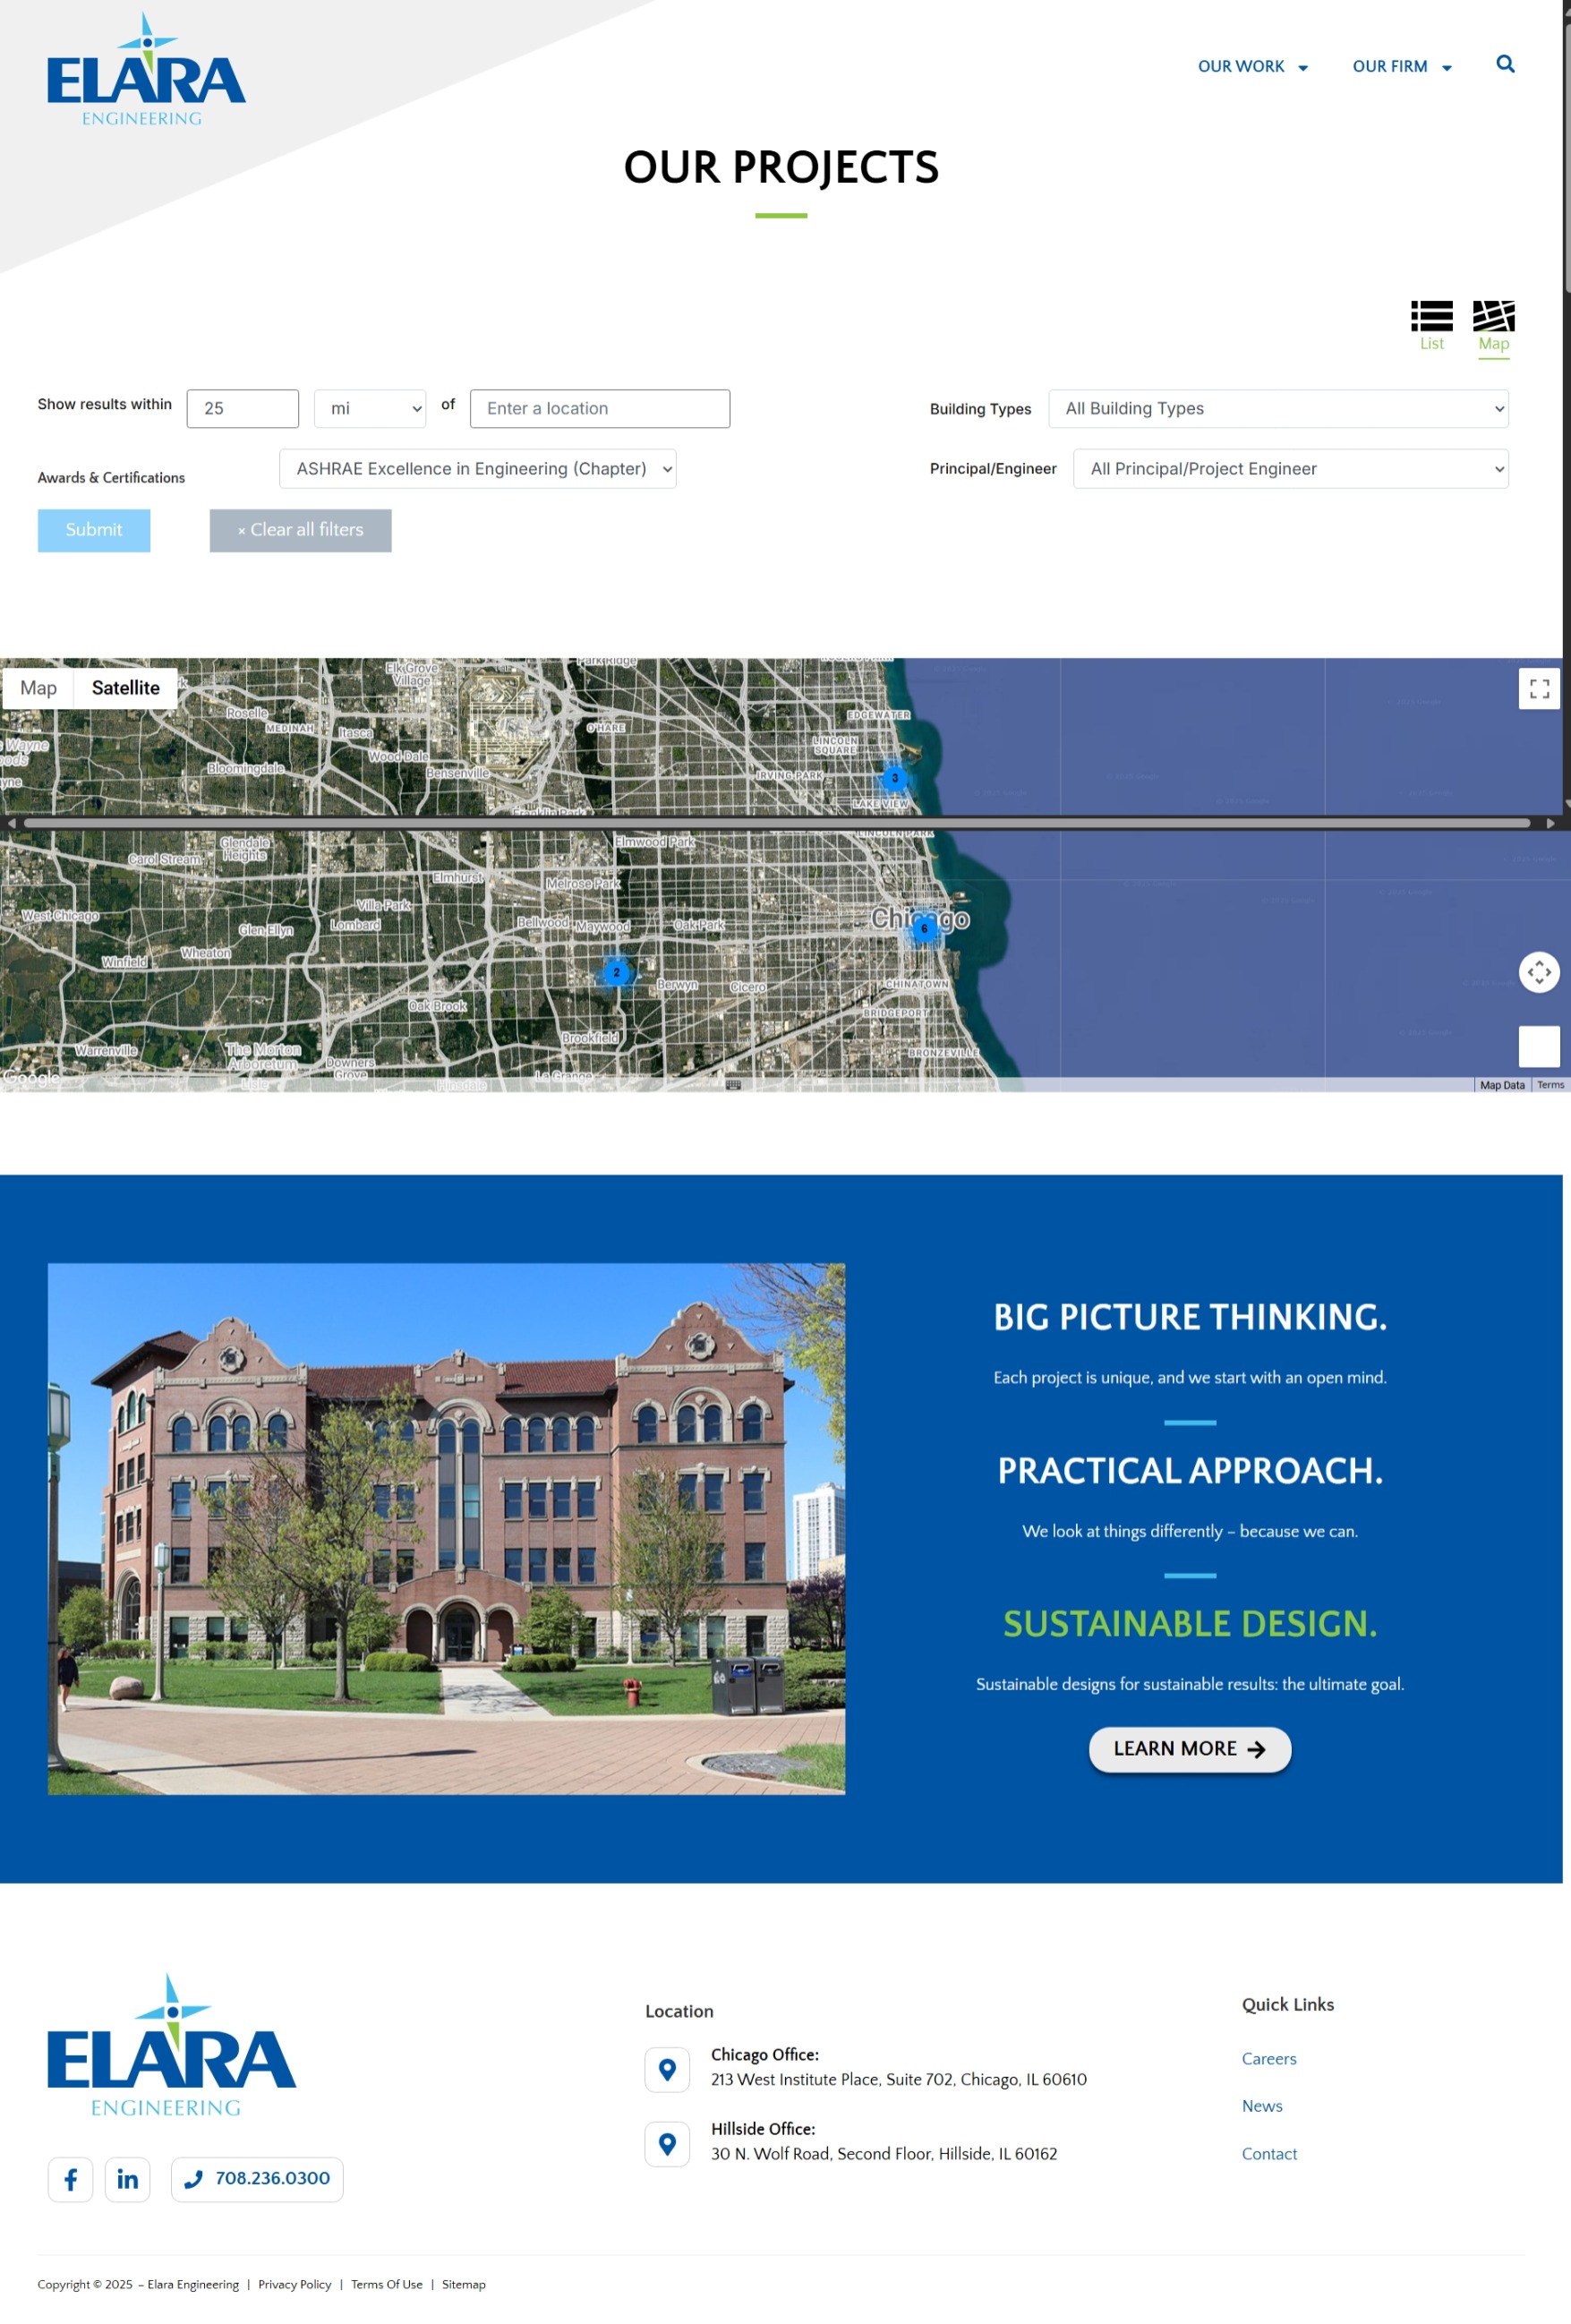 ELARA
ENGINEERING
OUR WORK
OUR FIRM
OUR PROJECTS
List
Map
Show results within
25
mi
of
Enter a location
Building Types
All Building Types
Awards & Certifications
ASHRAE Excellence in Engineering (Chapter)
Principal/Engineer
All Principal/Project Engineer
Submit
× Clear all filters
Map
Satellite
Park Ridge
Elk Grove
Village
Roselle
MEDINAH
Itasca
O'HARE
EDGEWATER
Wayne
LINCOLN
SQUARE
Wood Dale
Bloomingdale
Bensenville
IRVING PARK
3
LAKE VIEW
Franklin Park
LINCOLN PARK
Elmwood Park
Glendale
Heights
Carol Stream
Elmhurst
Melrose Park
Villa Park
West Chicago
Lombard
Bellwood
Maywood
Oak Park
Chicago
6
Glen Ellyn
Wheaton
Winfield
2
Berwyn
Cicero
CHINATOWN
Oak Brook
BRIDGEPORT
Brookfield
Warrenville
The Morton
Arboretum
Downers
Grove
BRONZEVILLE
La Grange
Google
Lisle
Hinsdale
Map Data
Terms
BIG PICTURE THINKING.
Each project is unique, and we start with an open mind.
PRACTICAL APPROACH.
We look at things differently – because we can.
SUSTAINABLE DESIGN.
Sustainable designs for sustainable results: the ultimate goal.
LEARN MORE
ELARA
ENGINEERING
708.236.0300
Location
Chicago Office:
213 West Institute Place, Suite 702, Chicago, IL 60610
Hillside Office:
30 N. Wolf Road, Second Floor, Hillside, IL 60162
Quick Links
Careers
News
Contact
Copyright © 2025 – Elara Engineering | Privacy Policy | Terms Of Use | Sitemap